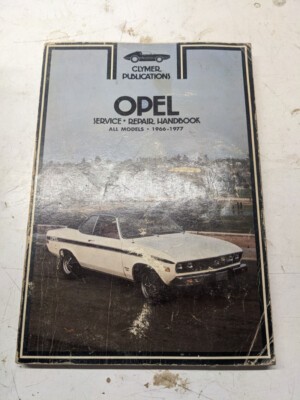 CLYMER
PUBLICATIONS
OPEL
SERVICE • REPAIR HANDBOOK
ALL MODELS • 1966-1977